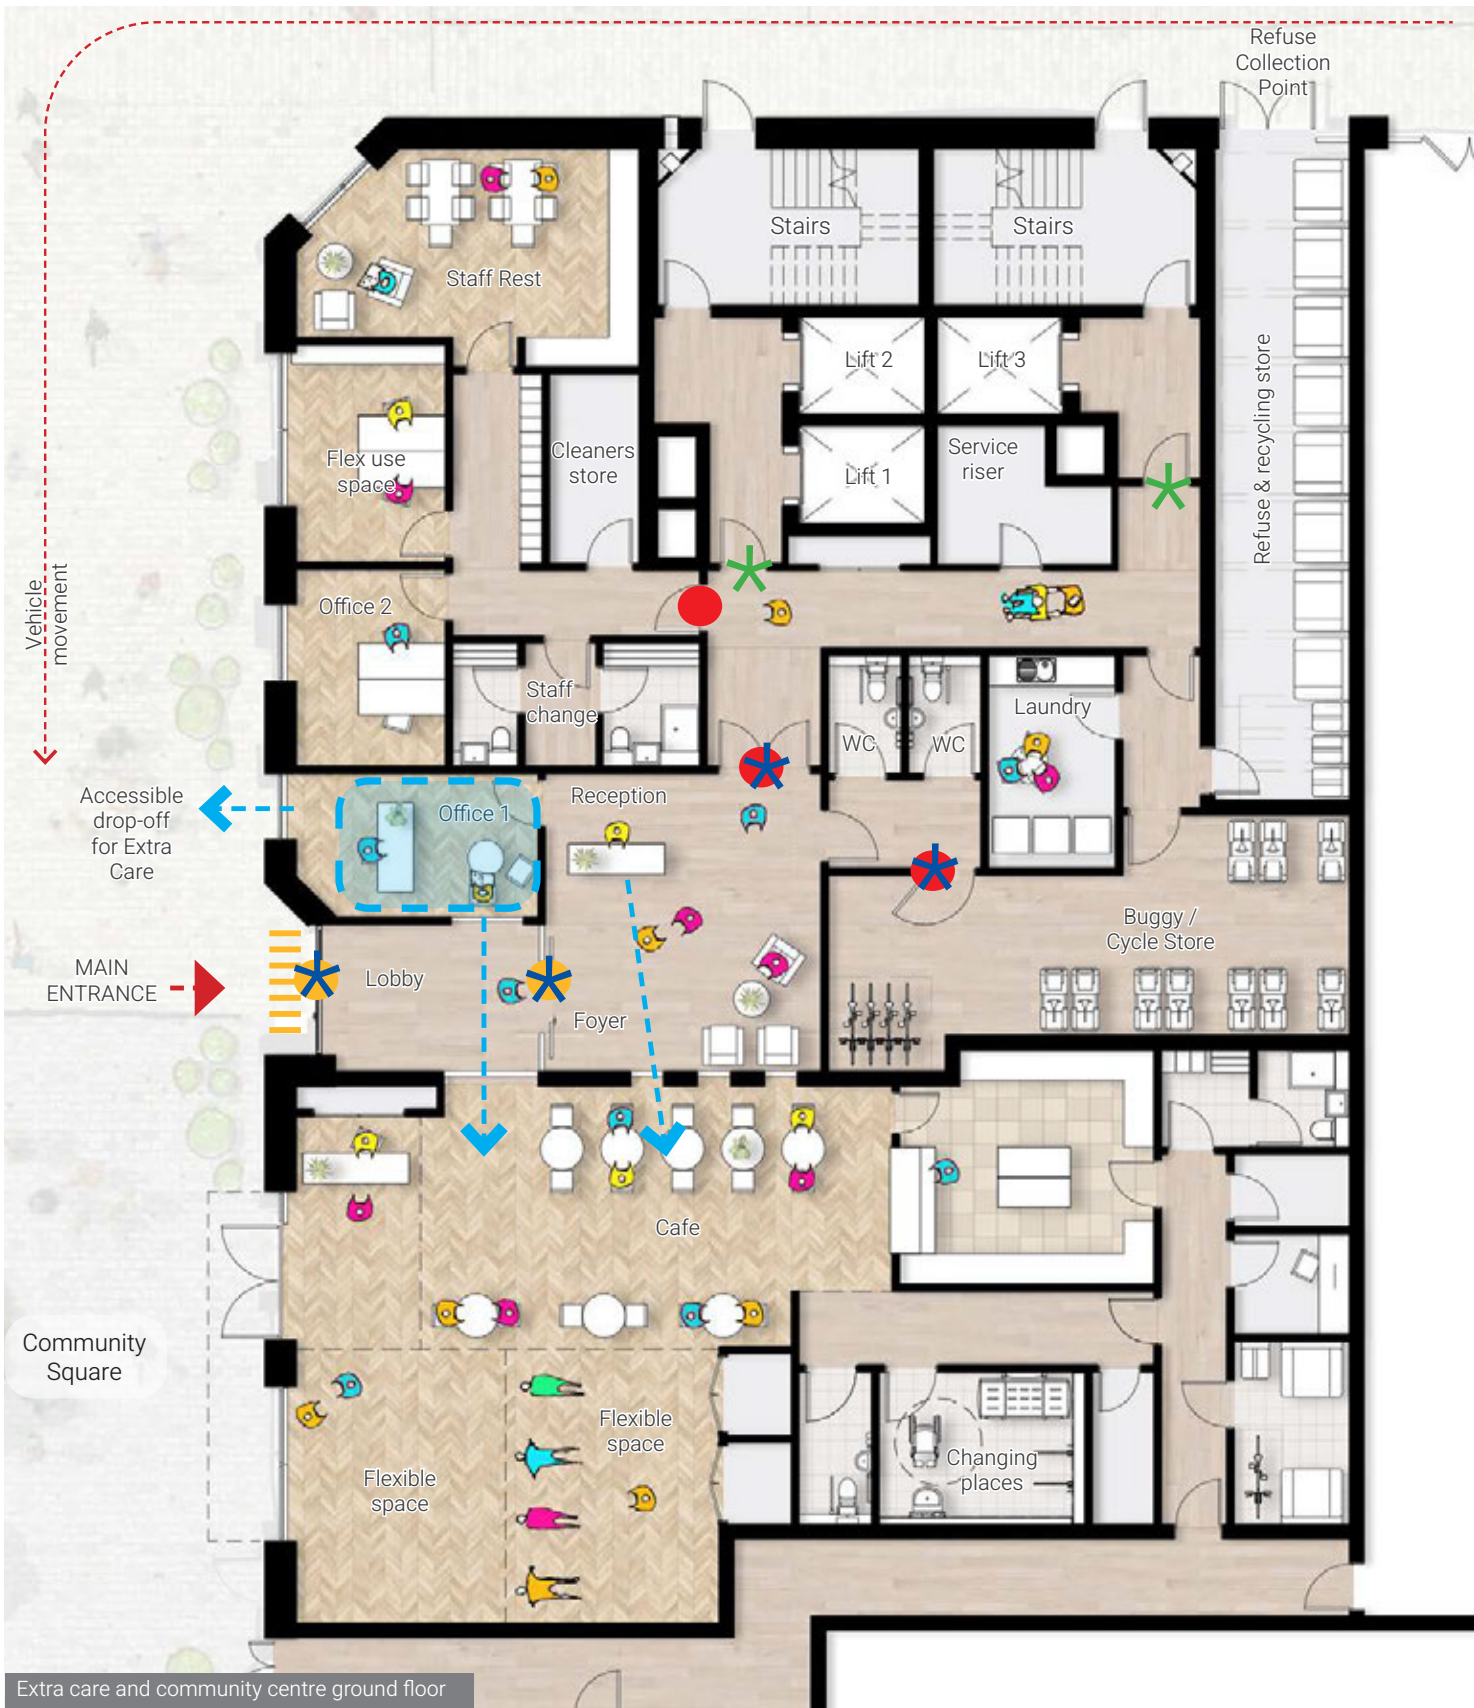 Refuse
Collection
Point
Stairs
Stairs
Staff Rest
Lift 2
Lift 3
Refuse & recycling store
Flex use
space
Cleaners
store
Lift 1
Service
riser
Vehicle
movement
Office 2
Staff
change
WC
WC
Laundry
Accessible
drop-off
for Extra
Care
Office 1
Reception
Buggy /
Cycle Store
MAIN
ENTRANCE
Lobby
Foyer
Cafe
Community
Square
Flexible
space
Flexible
space
Changing
places
Extra care and community centre ground floor